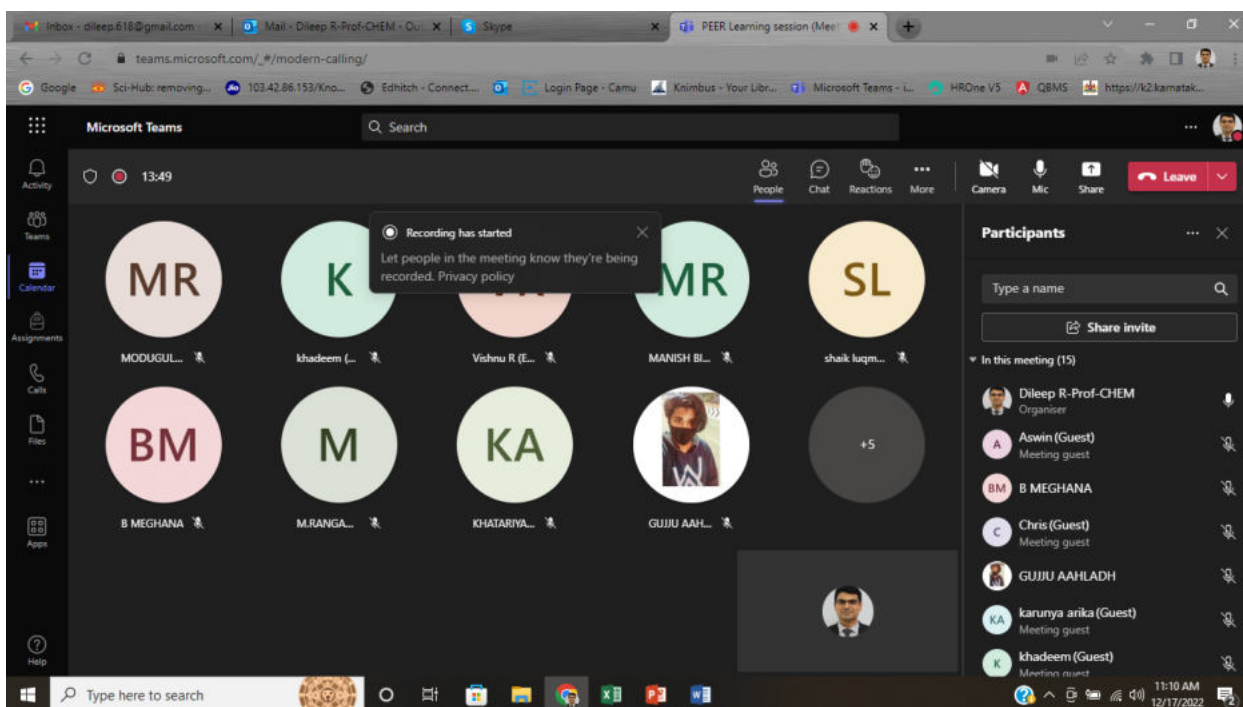 Inbox - dileep.618@gmail.com
Mail - Dileep R-Prof-CHEM - Ou
Skype
PEER Learning session (Meet
teams.microsoft.com/_#/modern-calling/
Google
Sci-Hub: removing...
103.42.86.153/Kno...
Edhitch - Connect....
Login Page - Camu
Knimbus - Your Libr...
Microsoft Teams - i...
HROne V5
QBMS
https://k2.karnatak...
Microsoft Teams
Search
Activity
Teams
Calendar
Assignments
Calls
Files
Apps
Help
13:49
People
Chat
Reactions
More
Camera
Mic
Share
Leave
Recording has started
Let people in the meeting know they're being
recorded. Privacy policy
MR
K
MR
SL
MODUGUL...
khadeem (...
Vishnu R (E...
MANISH BI...
shaik luqm...
BM
M
KA
+5
B MEGHANA
M.RANGA...
KHATARIYA...
GUJJU AAH...
Participants
Type a name
Share invite
In this meeting (15)
Dileep R-Prof-CHEM
Organiser
A
Aswin (Guest)
Meeting guest
BM
B MEGHANA
C
Chris (Guest)
Meeting guest
GUJJU AAHLADH
KA
karunya arika (Guest)
Meeting guest
K
khadeem (Guest)
Meeting guest
Type here to search
11:10 AM
12/17/2022
2